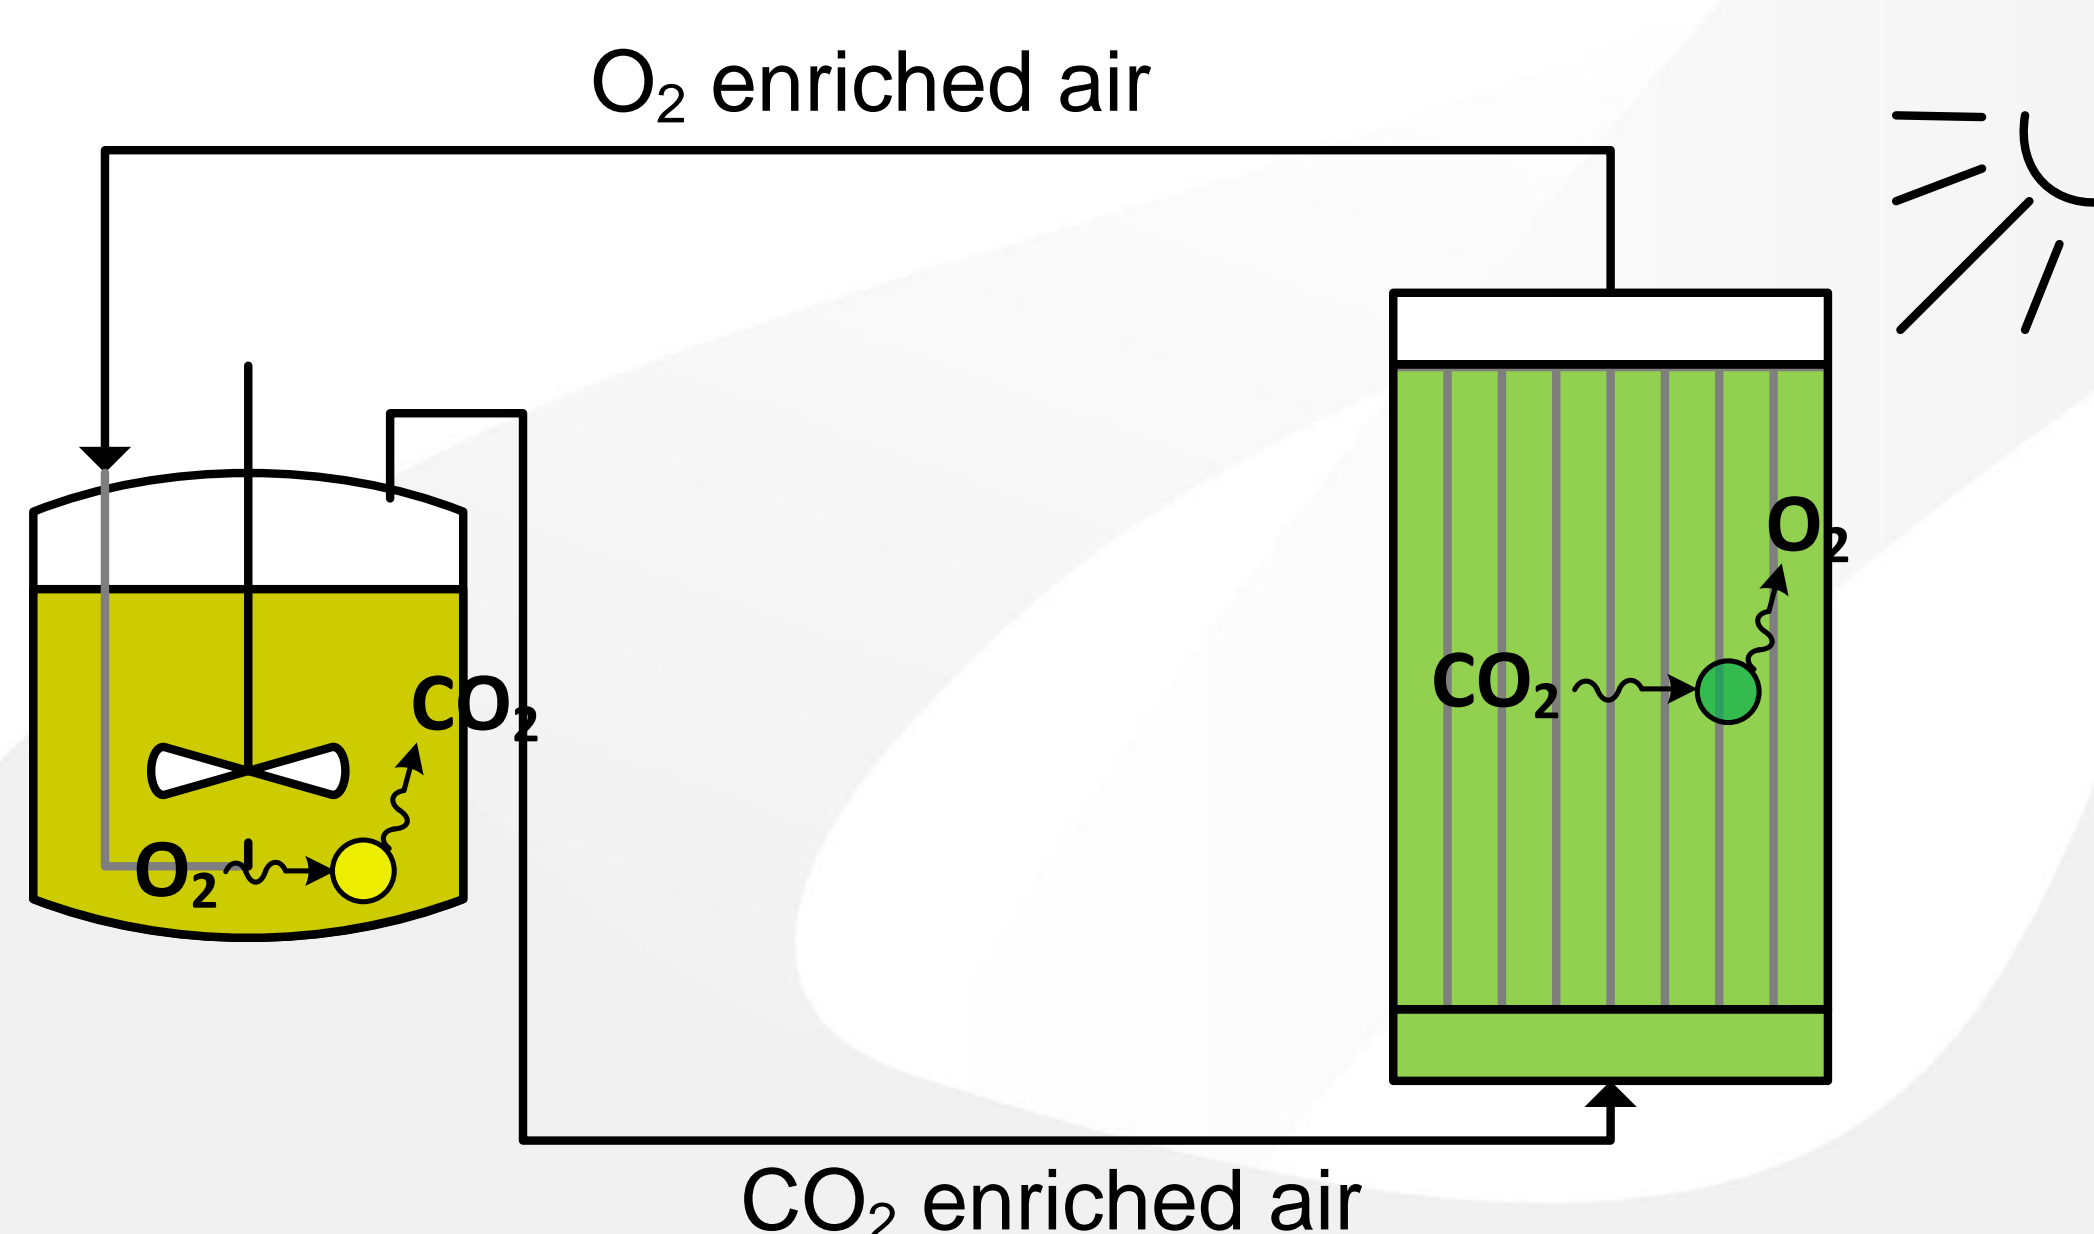 O₂ enriched air
O₂
CO₂
CO₂
O₂
CO₂ enriched air